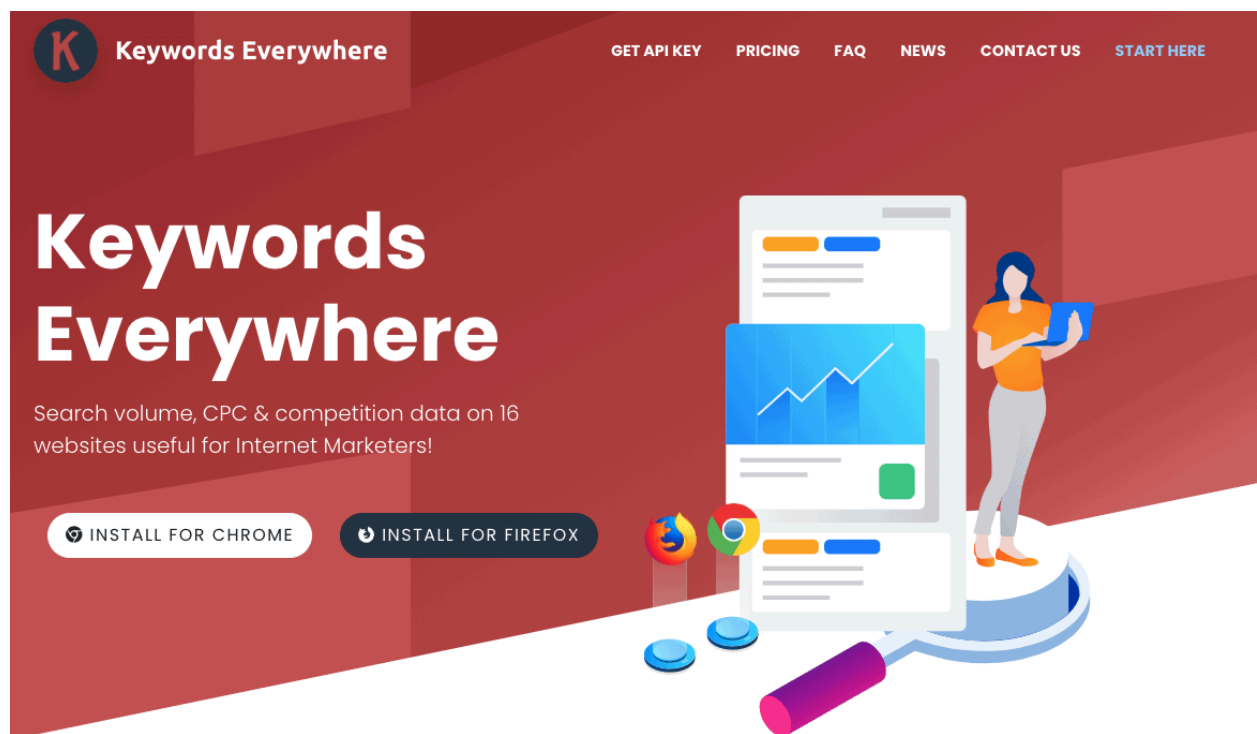 Keywords Everywhere
GET API KEY PRICING FAQ NEWS CONTACT US START HERE
Keywords
Everywhere
Search volume, CPC & competition data on 16
websites useful for Internet Marketers!
INSTALL FOR CHROME INSTALL FOR FIREFOX